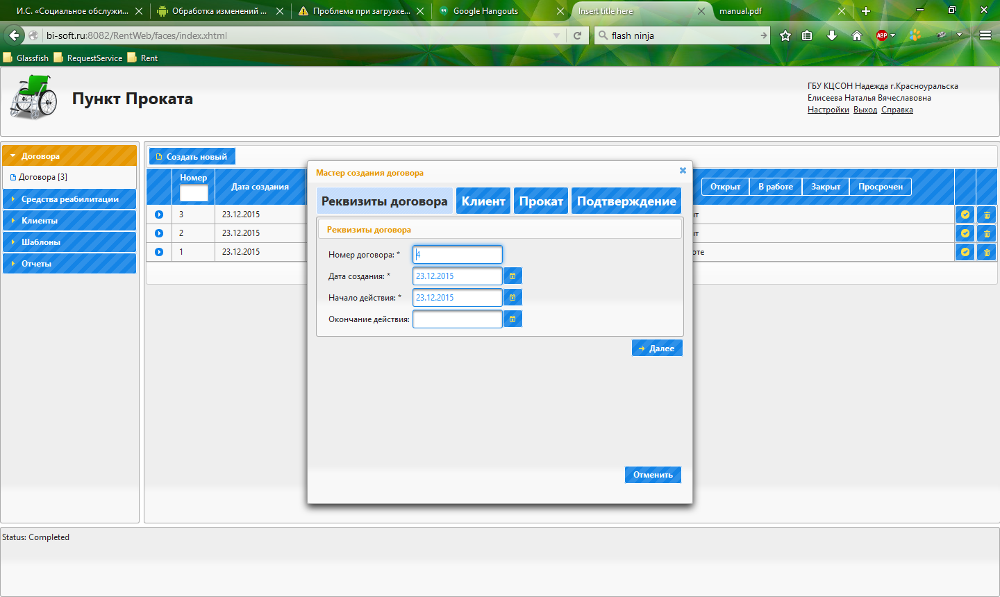 И.С. «Социальное обслужи...
Обработка изменений ...
Проблема при загрузке...
Google Hangouts
Insert title here
manual.pdf
bi-soft.ru:8082/RentWeb/faces/index.xhtml
flash ninja
ABP
Glassfish
RequestService
Rent
Пункт Проката
ГБУ КЦСОН Надежда г.Красноуральска
Елисеева Наталья Вячеславовна
Настройки Выход Справка
Договора
Договора [3]
Средства реабилитации
Клиенты
Шаблоны
Отчеты
Создать новый
Номер
Дата создания
Открыт
В работе
Закрыт
Просрочен
3 23.12.2015
2 23.12.2015
1 23.12.2015
Мастер создания договора
Реквизиты договора
Клиент
Прокат
Подтверждение
Реквизиты договора
Номер договора: * 4
Дата создания: * 23.12.2015
Начало действия: * 23.12.2015
Окончание действия:
Далее
Отменить
Status: Completed